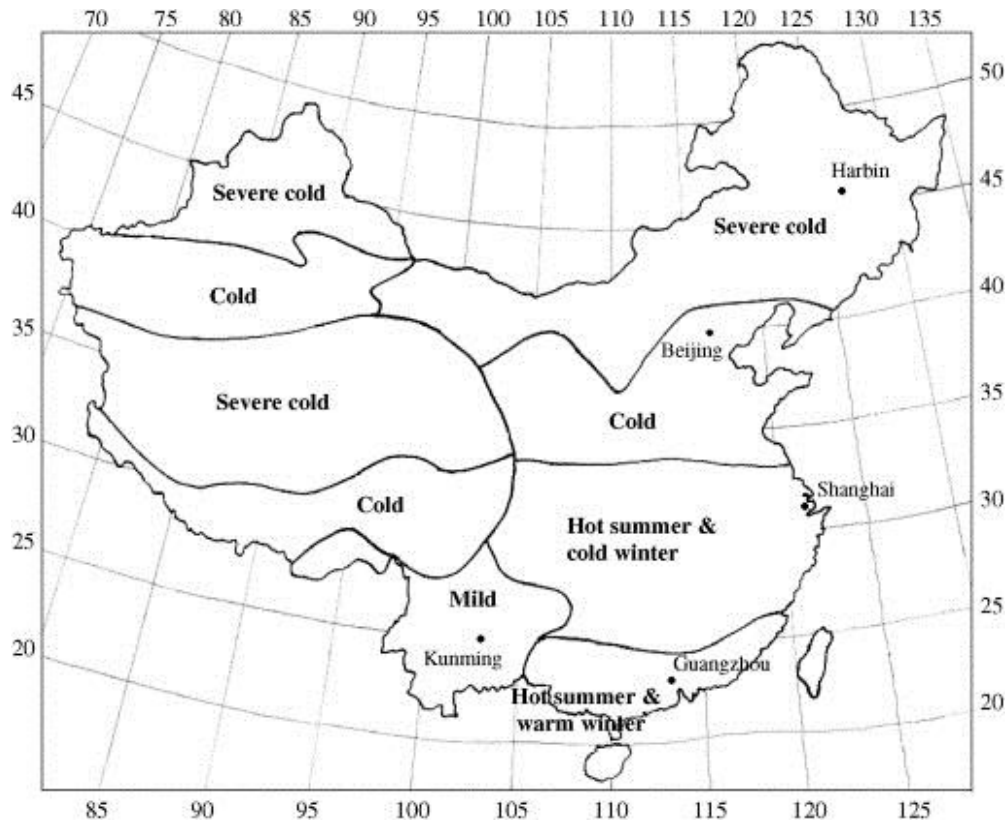 70 75 80 85 90 95 100 105 110 115 120 126 130 135
45
50
Harbin
45
Severe cold
40
Severe cold
40
Cold
35
Beijing
35
Severe cold
Cold
30
Shanghai
30
Cold
Hot summer &
cold winter
25
25
Mild
20
Kunming
Guangzhou
Hot summer &
warm winter
20
85 90 95 100 105 110 115 120 125